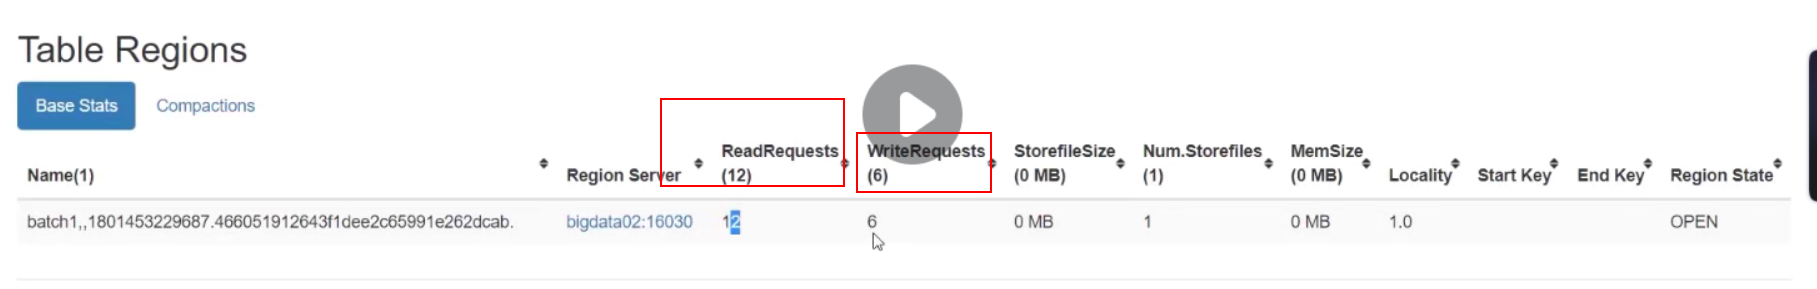 Table Regions
Base Stats Compactions
Name(1) Region Server ReadRequests (12) WriteRequests (6) StorefileSize (0 MB) Num.Storefiles (1) MemSize (0 MB) Locality Start Key End Key Region State
batch1,,1801453229687.466051912643f1dee2c65991e262dcab. bigdata02:16030 12 6 0 MB 1 0 MB 1.0 OPEN